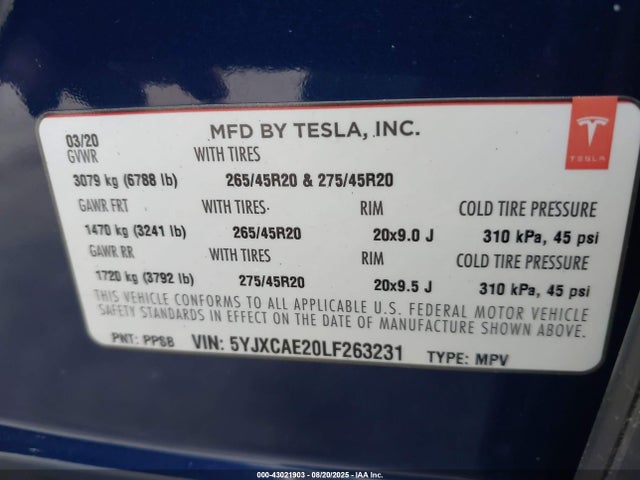 03/20
MFD BY TESLA, INC.
TESLA
GVWR WITH TIRES
3079 kg (6788 lb) 265/45R20 & 275/45R20
GAWR FRT WITH TIRES RIM COLD TIRE PRESSURE
1470 kg (3241 lb) 265/45R20 20x9.0 J 310 kPa, 45 psi
GAWR RR WITH TIRES RIM COLD TIRE PRESSURE
1720 kg (3792 lb) 275/45R20 20x9.5 J 310 kPa, 45 psi
THIS VEHICLE CONFORMS TO ALL APPLICABLE U.S. FEDERAL MOTOR VEHICLE
SAFETY STANDARDS IN EFFECT ON THE DATE OF MANUFACTURE SHOWN ABOVE.
PNT: PPSB VIN: 5YJXCAE20LF263231 TYPE: MPV
000-43021903 - 08/20/2025 - IAAI - Copart